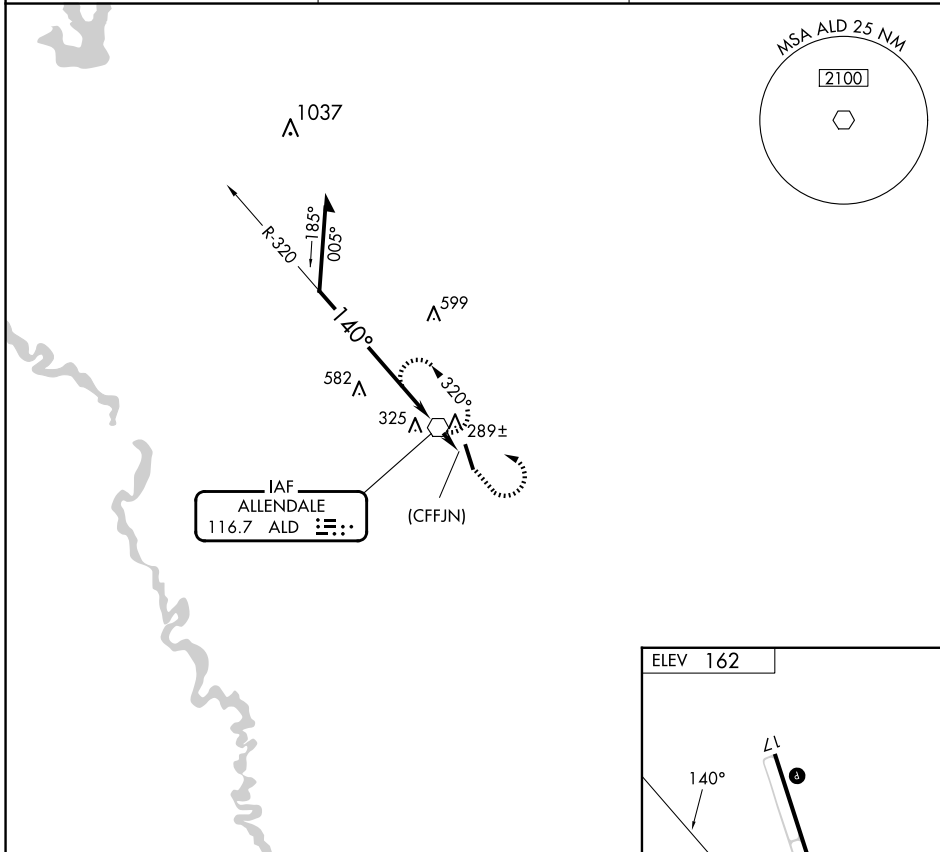 MSA ALD 25 NM
2100
1037
R-320
185°
005°
140°
599
582
320°
325
289±
IAF
ALLENDALE
116.7 ALD
(CFFJN)
ELEV 162
17
140°
P